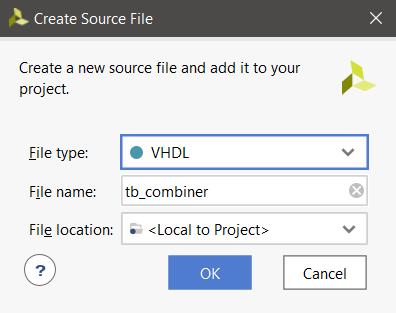 Create Source File
Create a new source file and add it to your
project.
File type: VHDL
File name: tb_combiner
File location: <Local to Project>
? OK Cancel